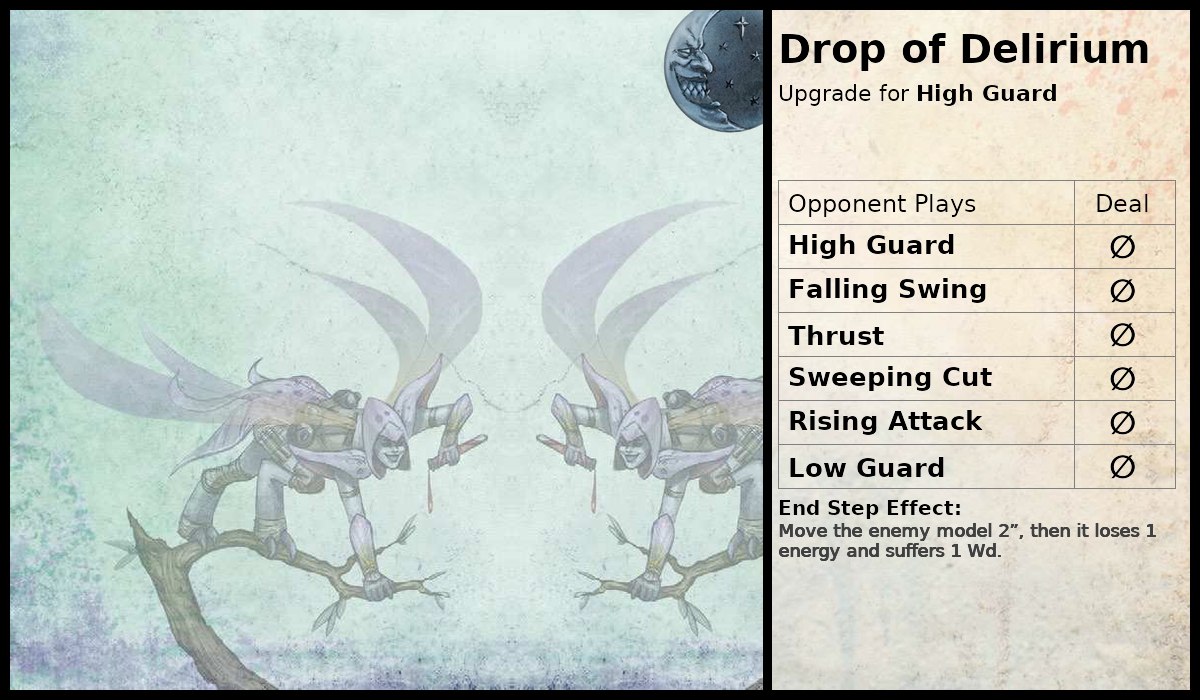 Drop of Delirium
Upgrade for High Guard
Opponent Plays Deal
High Guard ∅
Falling Swing ∅
Thrust ∅
Sweeping Cut ∅
Rising Attack ∅
Low Guard ∅
End Step Effect:
Move the enemy model 2”, then it loses 1
energy and suffers 1 Wd.